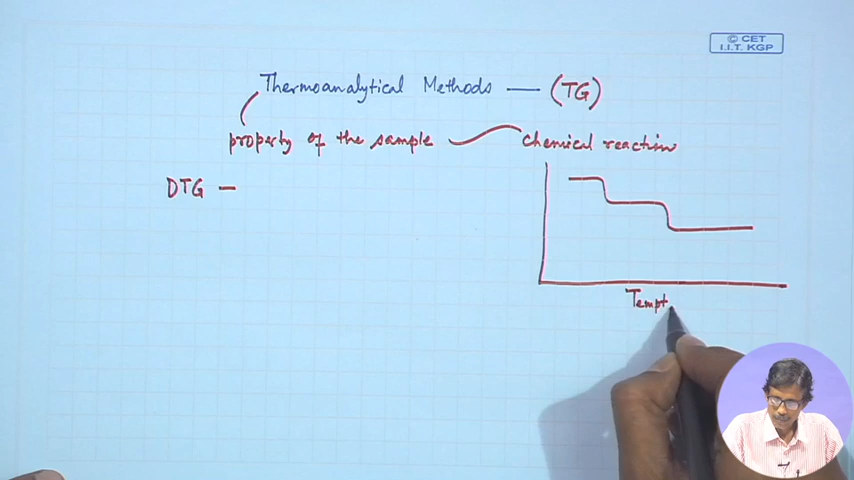 © CET
I.I.T. KGP
Thermoanalytical Methods — (TG)
property of the sample chemical reaction
DTG —
Tempt